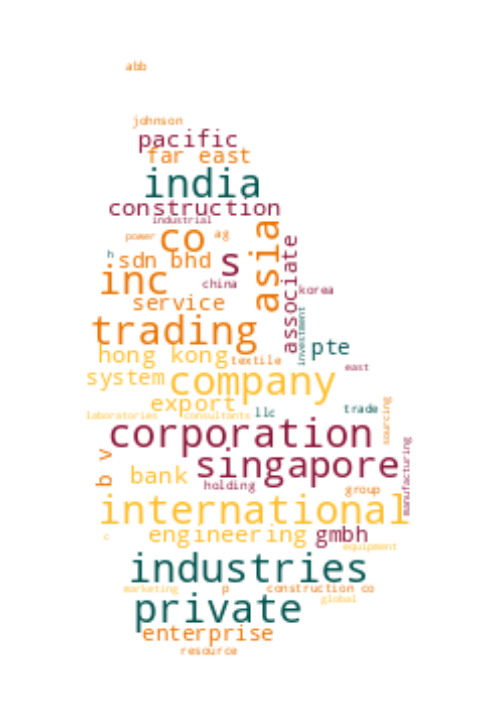 abb
johnson
pacific
far east
india
construction
industrial
power
co
ag
asia
associate
h
sdn bhd
s
inc
china
korea
service
investment
trading
pte
hong kong
textile
east
system
company
export
laboratories
consultants
llc
trade
sourcing
corporation
manufacturing
b v
bank
singapore
holding
group
international
c
engineering
gmbh
equipment
industries
marketing
p
construction co
global
private
enterprise
resource